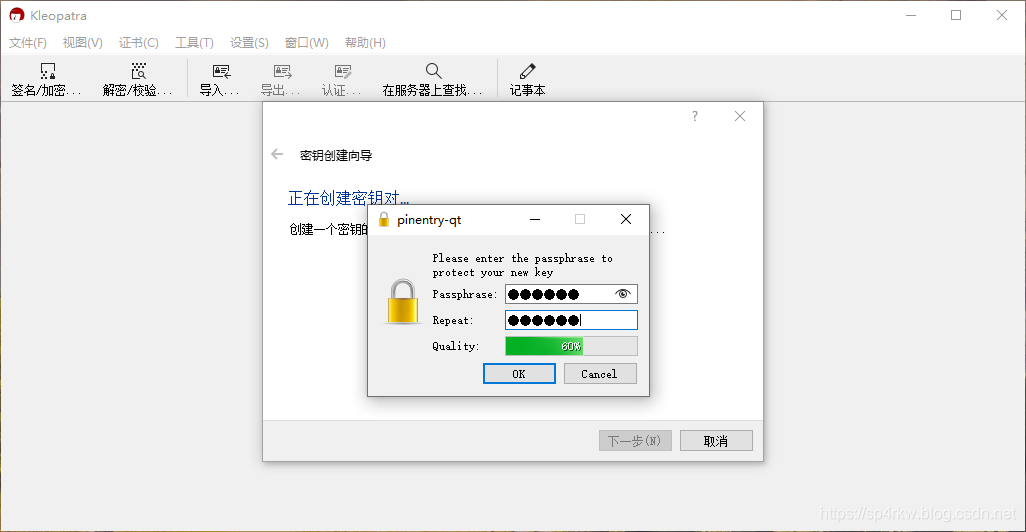 Kleopatra
文件(F) 视图(V) 证书(C) 工具(T) 设置(S) 窗口(W) 帮助(H)
签名/加密... 解密/校验... 导入... 导出... 认证... 在服务器上查找... 记事本
?
密钥创建向导
正在创建密钥对...
创建一个密钥的
...
pinentry-qt
Please enter the passphrase to
protect your new key
Passphrase: ●●●●●●
Repeat: ●●●●●●
Quality: 60%
OK Cancel
下一步(N) 取消
https://sp4rkw.blog.csdn.net